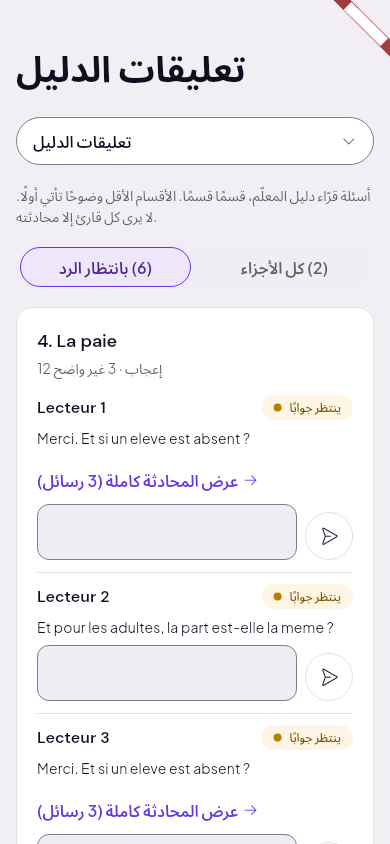 تعليقات الدليل
تعليقات الدليل
أسئلة قرّاء دليل المعلّم، قسمًا قسمًا. الأقسام الأقل وضوحًا تأتي أولًا.
لا يرى كل قارئ إلا محادثته.
بانتظار الرد (6)
كل الأجزاء (2)
4. La paie
12 إعجاب · 3 غير واضح
Lecteur 1
ينتظر جوابًا
Merci. Et si un eleve est absent ?
عرض المحادثة كاملة (3 رسائل) →
Lecteur 2
ينتظر جوابًا
Et pour les adultes, la part est-elle la meme ?
Lecteur 3
ينتظر جوابًا
Merci. Et si un eleve est absent ?
عرض المحادثة كاملة (3 رسائل) →